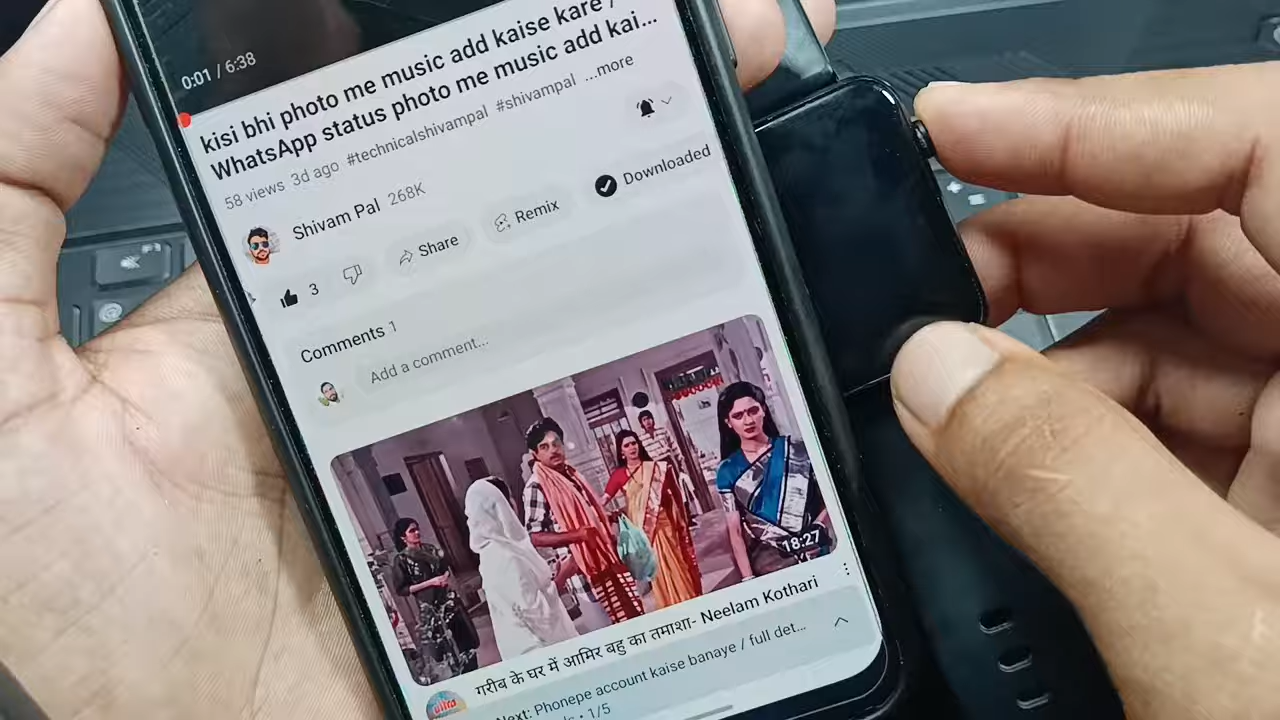 0:01 / 6:38
kisi bhi photo me music add kaise kare /
WhatsApp status photo me music add kai...
58 views 3d ago #technicalshivampal #shivampal ...more
Shivam Pal 268K
3
Share
Remix
Downloaded
Comments 1
Add a comment...
18:27
गरीब के घर में आमिर बहु का तमाशा- Neelam Kothari
Next: Phonepe account kaise banaye / full det...
• 1/5